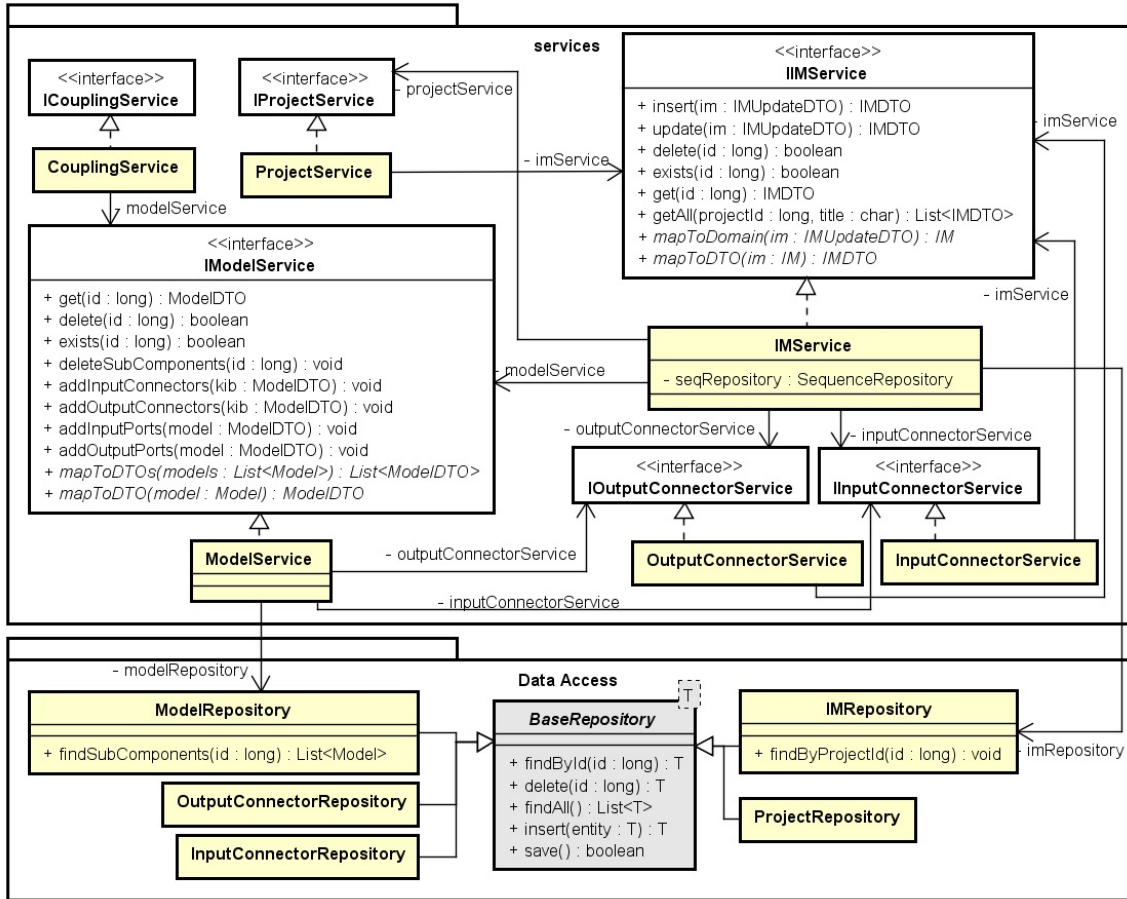 services
<<interface>>
ICouplingService
CouplingService
<<interface>>
IProjectService
ProjectService
- projectService
- imService
<<interface>>
IIMService
+ insert(im : IMUpdateDTO) : IMDTO
+ update(im : IMUpdateDTO) : IMDTO
+ delete(id : long) : boolean
+ exists(id : long) : boolean
+ get(id : long) : IMDTO
+ getAll(projectId : long, title : char) : List<IMDTO>
+ mapToDomain(im : IMUpdateDTO) : IM
+ mapToDTO(im : IM) : IMDTO
- imService
- imService
- modelService
<<interface>>
IModelService
+ get(id : long) : ModelDTO
+ delete(id : long) : boolean
+ exists(id : long) : boolean
+ deleteSubComponents(id : long) : void
+ addInputConnectors(kib : ModelDTO) : void
+ addOutputConnectors(kib : ModelDTO) : void
+ addInputPorts(model : ModelDTO) : void
+ addOutputPorts(model : ModelDTO) : void
+ mapToDTOs(models : List<Model>) : List<ModelDTO>
+ mapToDTO(model : Model) : ModelDTO
- modelService
IMService
- seqRepository : SequenceRepository
- outputConnectorService
- inputConnectorService
<<interface>>
IOutputConnectorService
<<interface>>
IInputConnectorService
ModelService
- outputConnectorService
- inputConnectorService
OutputConnectorService
InputConnectorService
- modelRepository
Data Access
ModelRepository
+ findSubComponents(id : long) : List<Model>
OutputConnectorRepository
InputConnectorRepository
T
BaseRepository
+ findById(id : long) : T
+ delete(id : long) : T
+ findAll() : List<T>
+ insert(entity : T) : T
+ save() : boolean
IMRepository
+ findByProjectId(id : long) : void
- imRepository
ProjectRepository